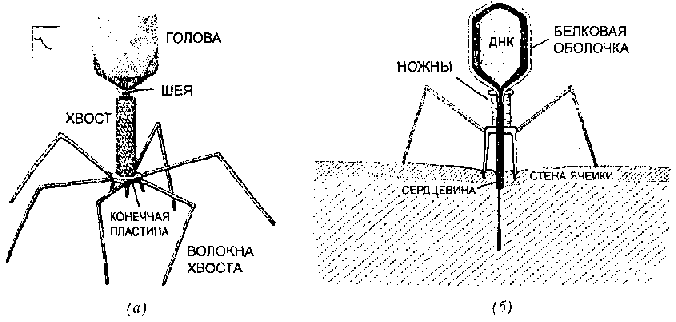 ГОЛОВА
ШЕЯ
ХВОСТ
КОНЕЧНАЯ
ПЛАСТИНА
ВОЛОКНА
ХВОСТА
(а)
ДНК
БЕЛКОВАЯ
ОБОЛОЧКА
НОЖНЫ
СТЕНА ЯЧЕЙКИ
СЕРДЦЕВИНА
(б)